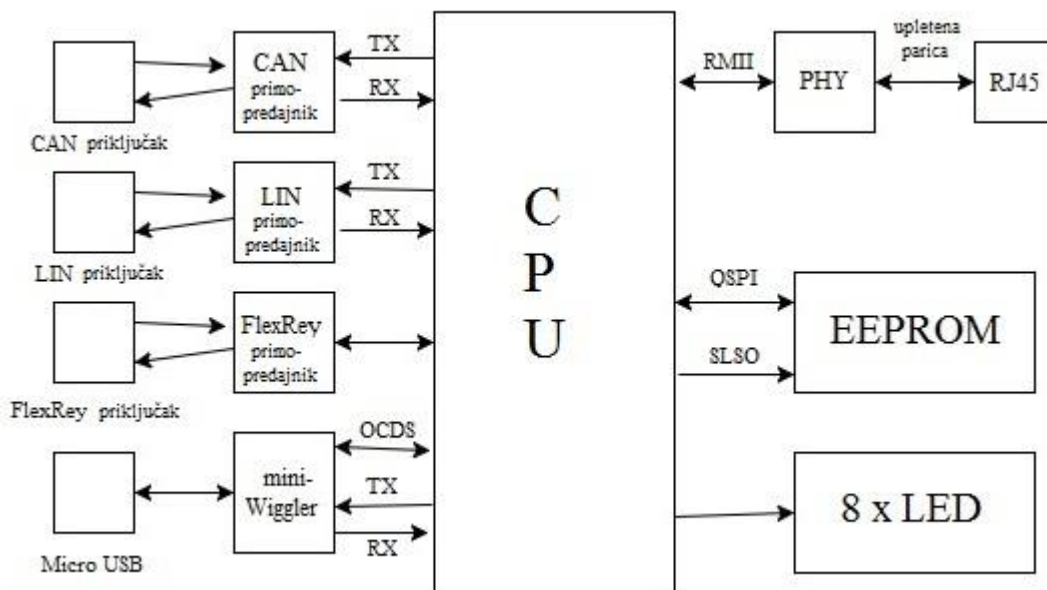 CAN
primo-
predajnik
TX
RX
CAN priključak
LIN
primo-
predajnik
TX
RX
LIN priključak
FlexRey
primo-
predajnik
FlexRey priključak
mini-
Wiggler
OCDS
TX
RX
Micro USB
C
P
U
RMII
PHY
upletena
parica
RJ45
QSPI
SLSO
EEPROM
8 x LED